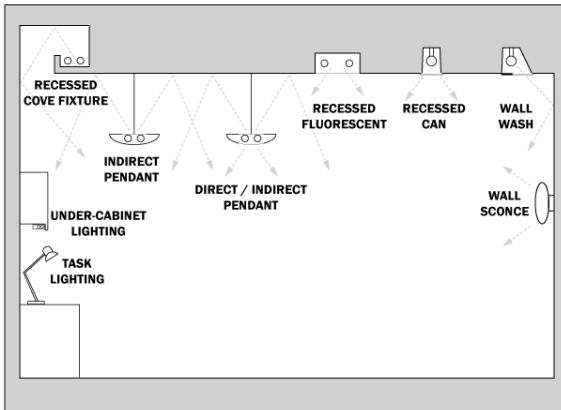 RECESSED
COVE FIXTURE
RECESSED
FLUORESCENT
RECESSED
CAN
WALL
WASH
INDIRECT
PENDANT
DIRECT / INDIRECT
PENDANT
WALL
SCONCE
UNDER-CABINET
LIGHTING
TASK
LIGHTING